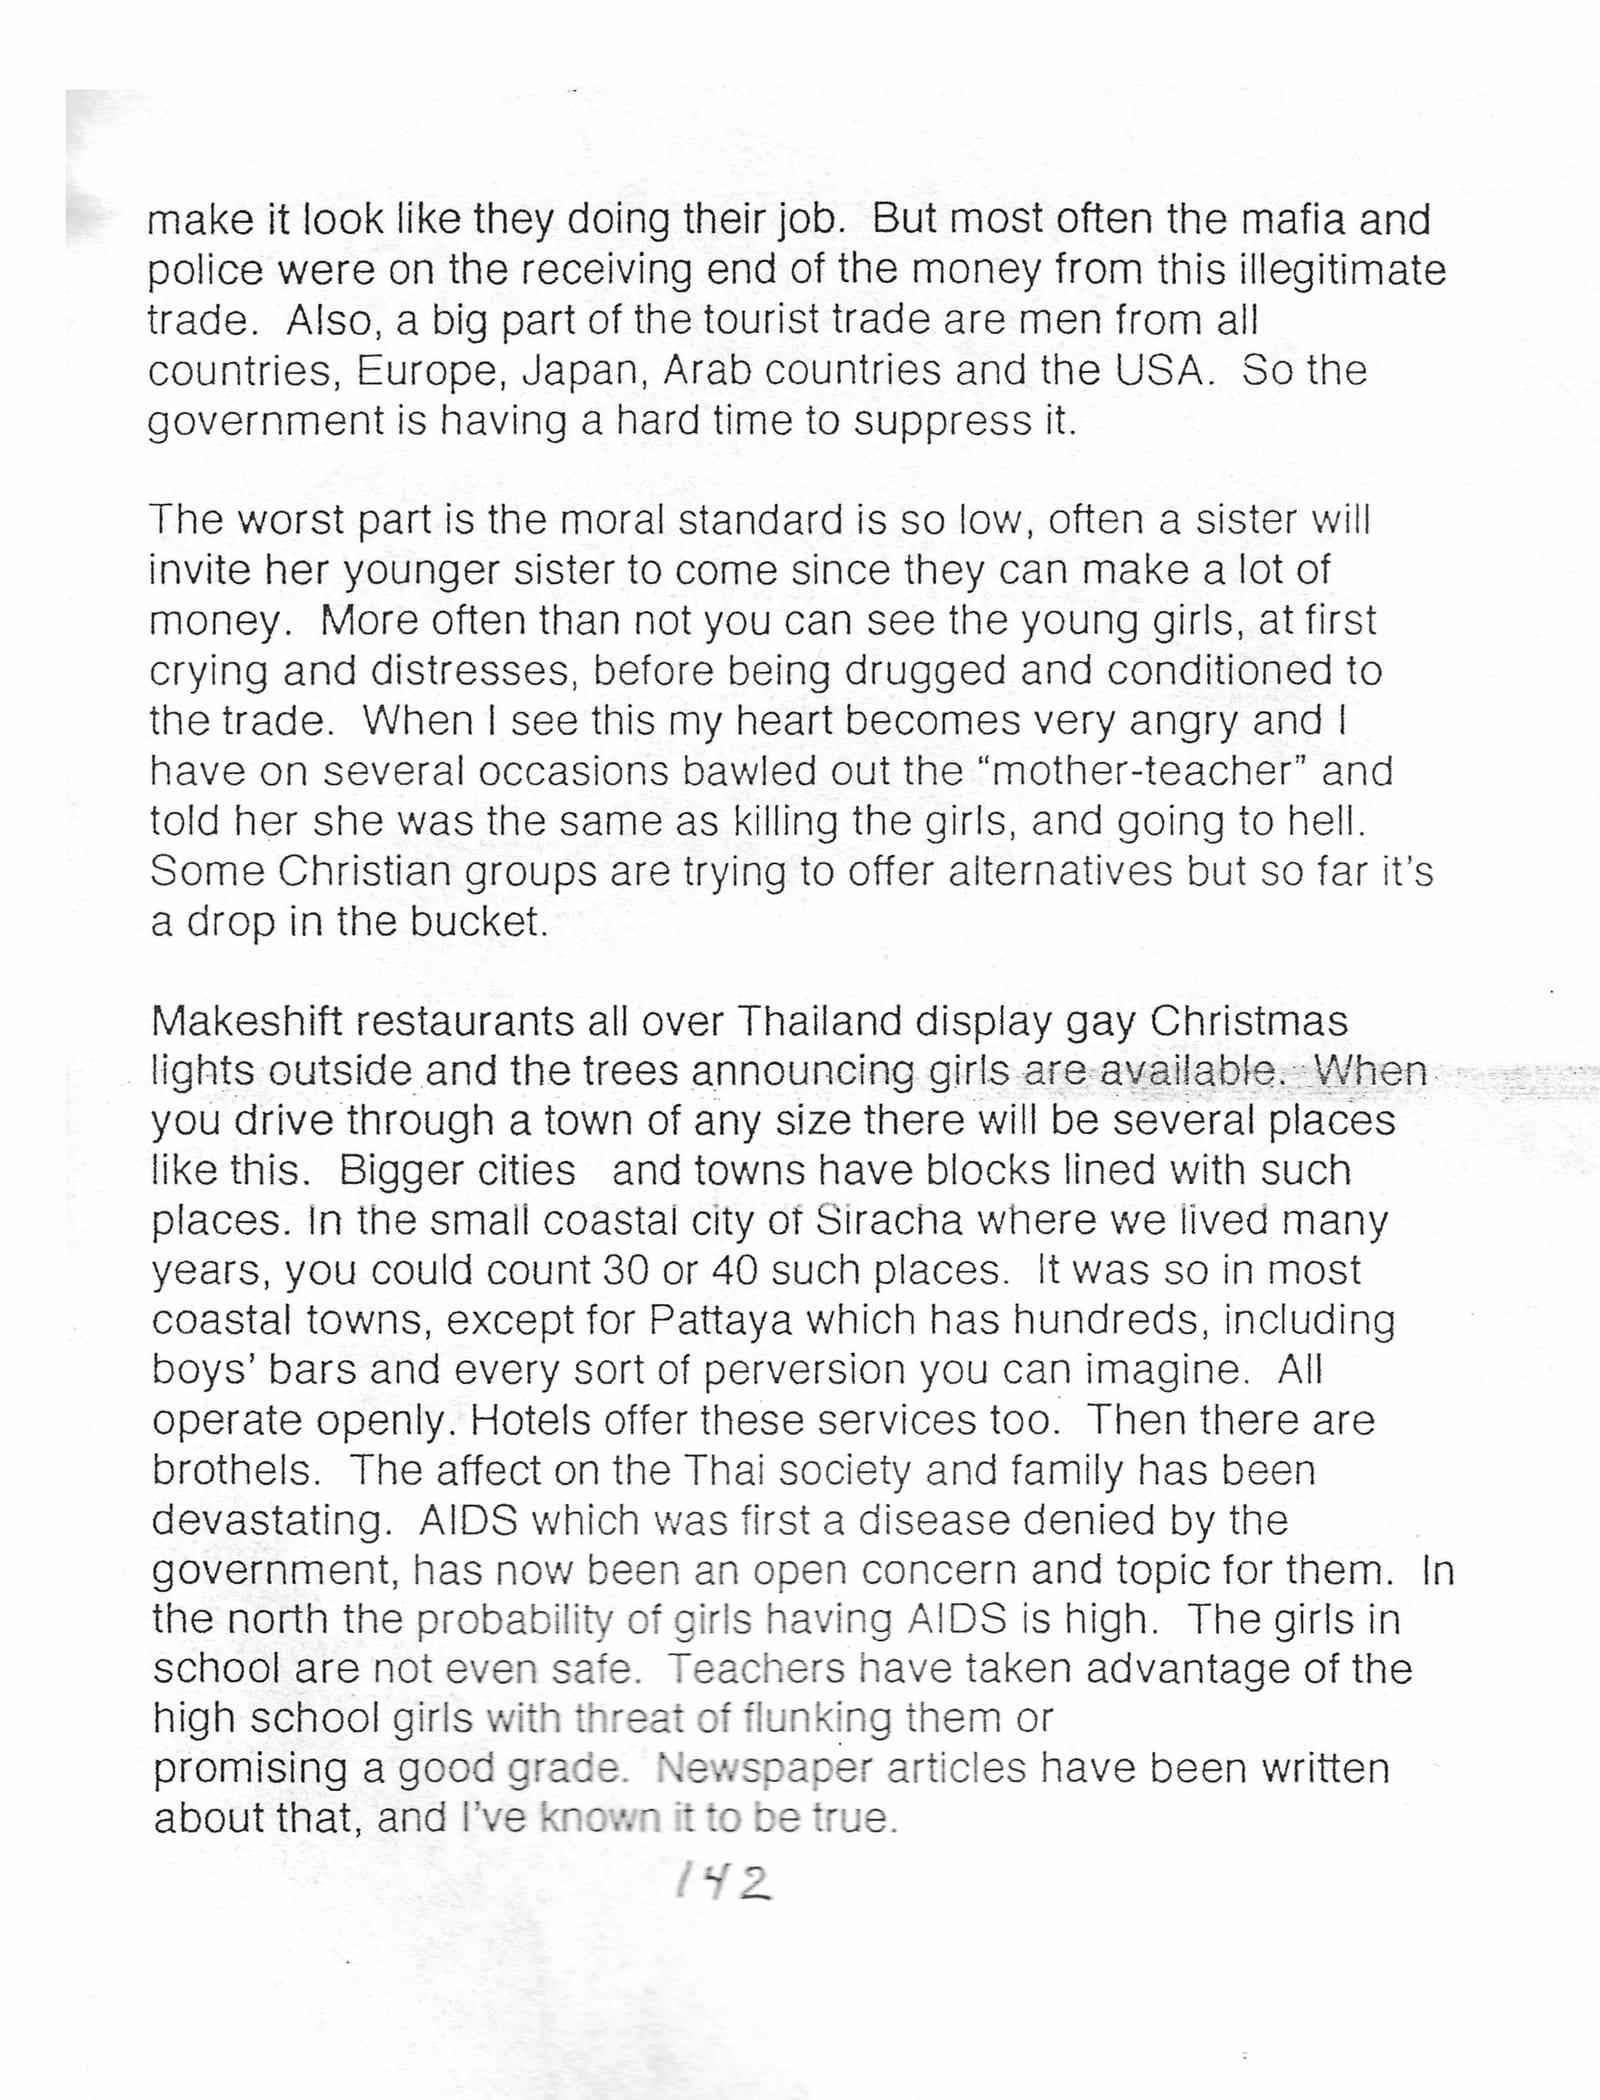 make it look like they doing their job.  But most often the mafia and
police were on the receiving end of the money from this illegitimate
trade.  Also, a big part of the tourist trade are men from all
countries, Europe, Japan, Arab countries and the USA.  So the
government is having a hard time to suppress it.

The worst part is the moral standard is so low, often a sister will
invite her younger sister to come since they can make a lot of
money.  More often than not you can see the young girls, at first
crying and distresses, before being drugged and conditioned to
the trade.  When I see this my heart becomes very angry and I
have on several occasions bawled out the “mother-teacher” and
told her she was the same as killing the girls, and going to hell.
Some Christian groups are trying to offer alternatives but so far it’s
a drop in the bucket.

Makeshift restaurants all over Thailand display gay Christmas
lights outside and the trees announcing girls are available.  When
you drive through a town of any size there will be several places
like this.  Bigger cities   and towns have blocks lined with such
places. In the small coastal city of Siracha where we lived many
years, you could count 30 or 40 such places.  It was so in most
coastal towns, except for Pattaya which has hundreds, including
boys’ bars and every sort of perversion you can imagine.  All
operate openly. Hotels offer these services too.  Then there are
brothels.  The affect on the Thai society and family has been
devastating.  AIDS which was first a disease denied by the
government, has now been an open concern and topic for them.  In
the north the probability of girls having AIDS is high.  The girls in
school are not even safe.  Teachers have taken advantage of the
high school girls with threat of flunking them or
promising a good grade.  Newspaper articles have been written
about that, and I’ve known it to be true.
142